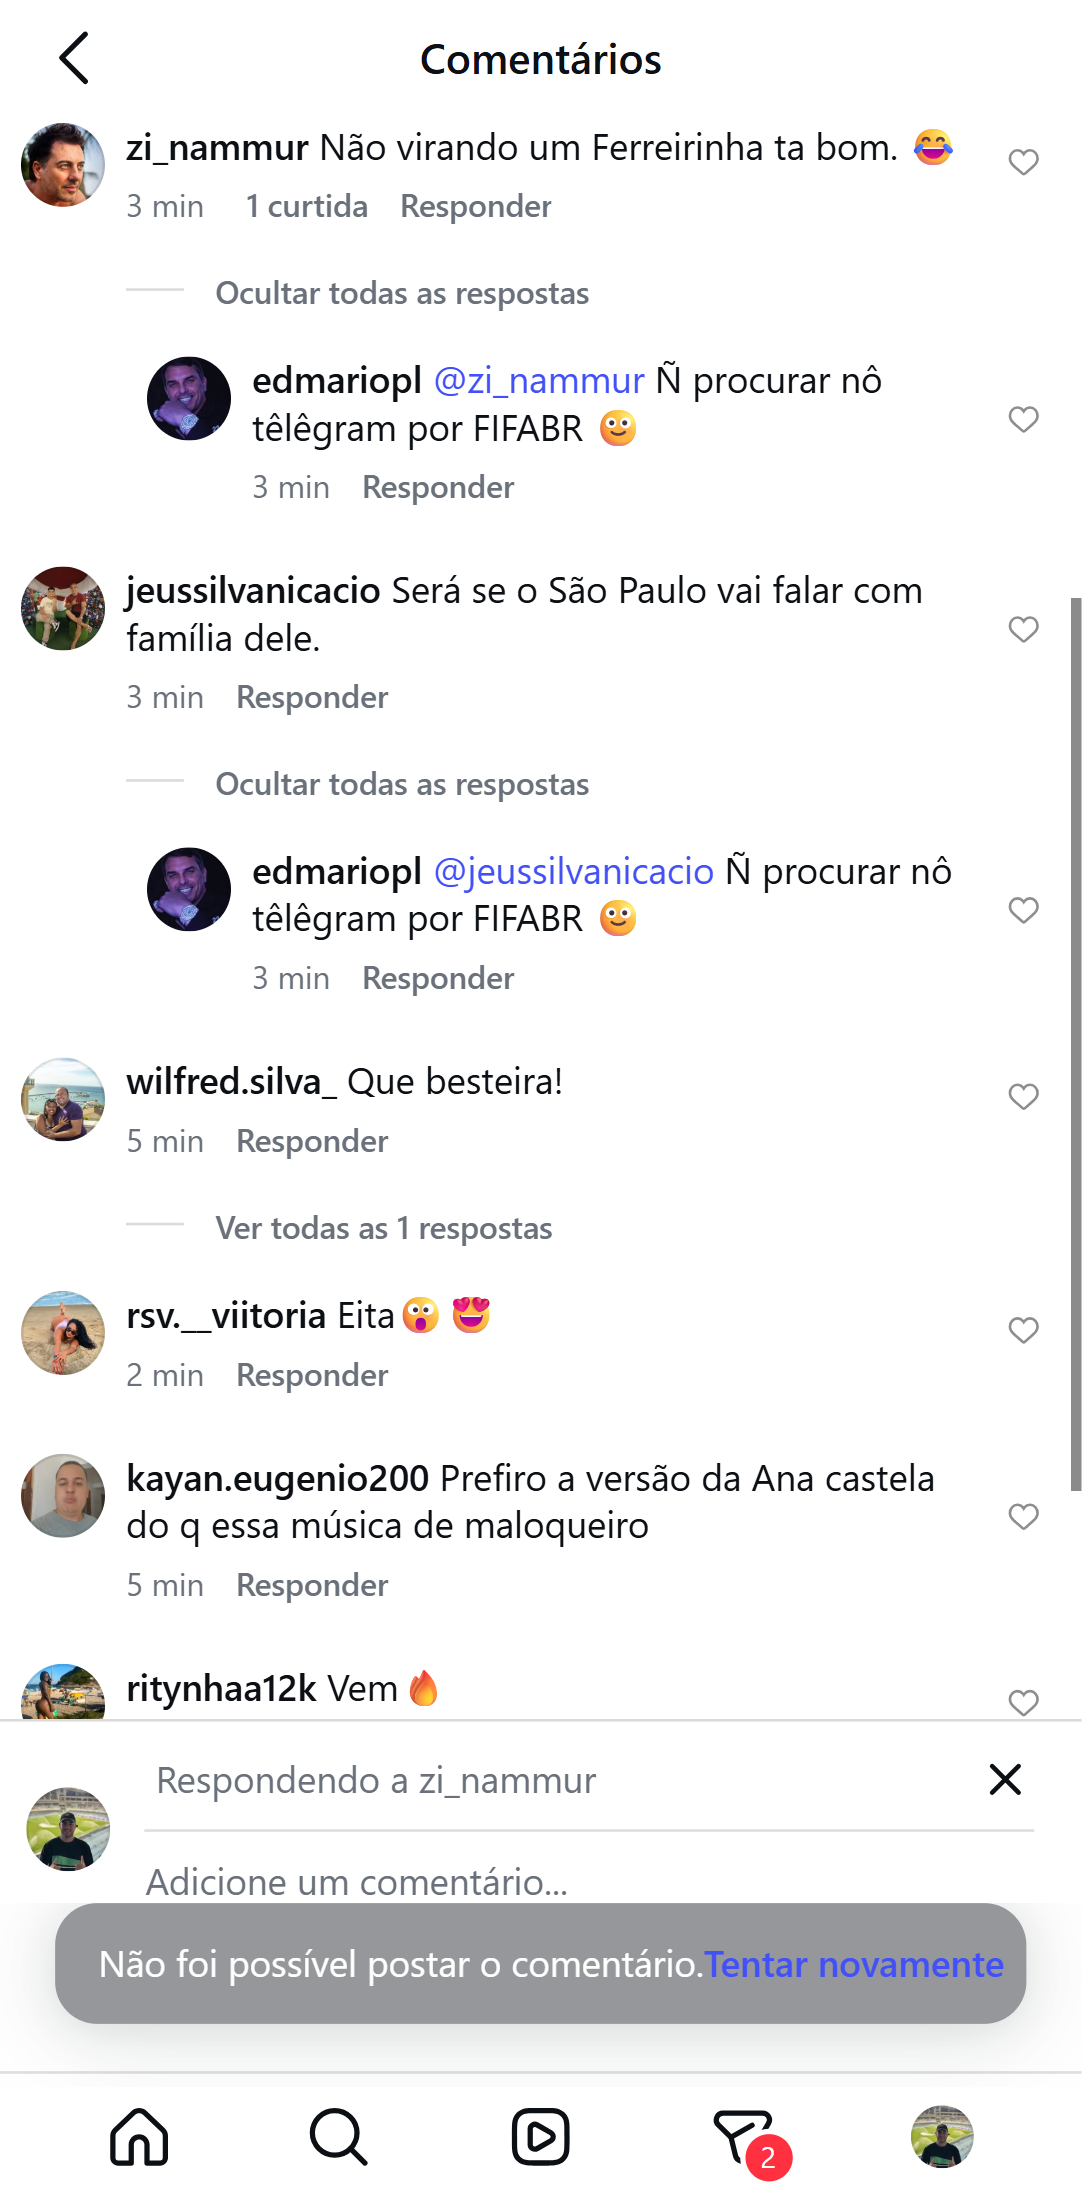 Comentários
zi_nammur Não virando um Ferreirinha ta bom. 😂
3 min 1 curtida Responder
Ocultar todas as respostas
edmariopl @zi_nammur Ñ procurar nô
têlêgram por FIFABR 🙂
3 min Responder
jeussilvanicacio Será se o São Paulo vai falar com
família dele.
3 min Responder
Ocultar todas as respostas
edmariopl @jeussilvanicacio Ñ procurar nô
têlêgram por FIFABR 🙂
3 min Responder
wilfred.silva_ Que besteira!
5 min Responder
Ver todas as 1 respostas
rsv.__viitoria Eita😲 😍
2 min Responder
kayan.eugenio200 Prefiro a versão da Ana castela
do q essa música de maloqueiro
5 min Responder
ritynhaa12k Vem🔥
Respondendo a zi_nammur
Adicione um comentário...
Não foi possível postar o comentário.Tentar novamente
2